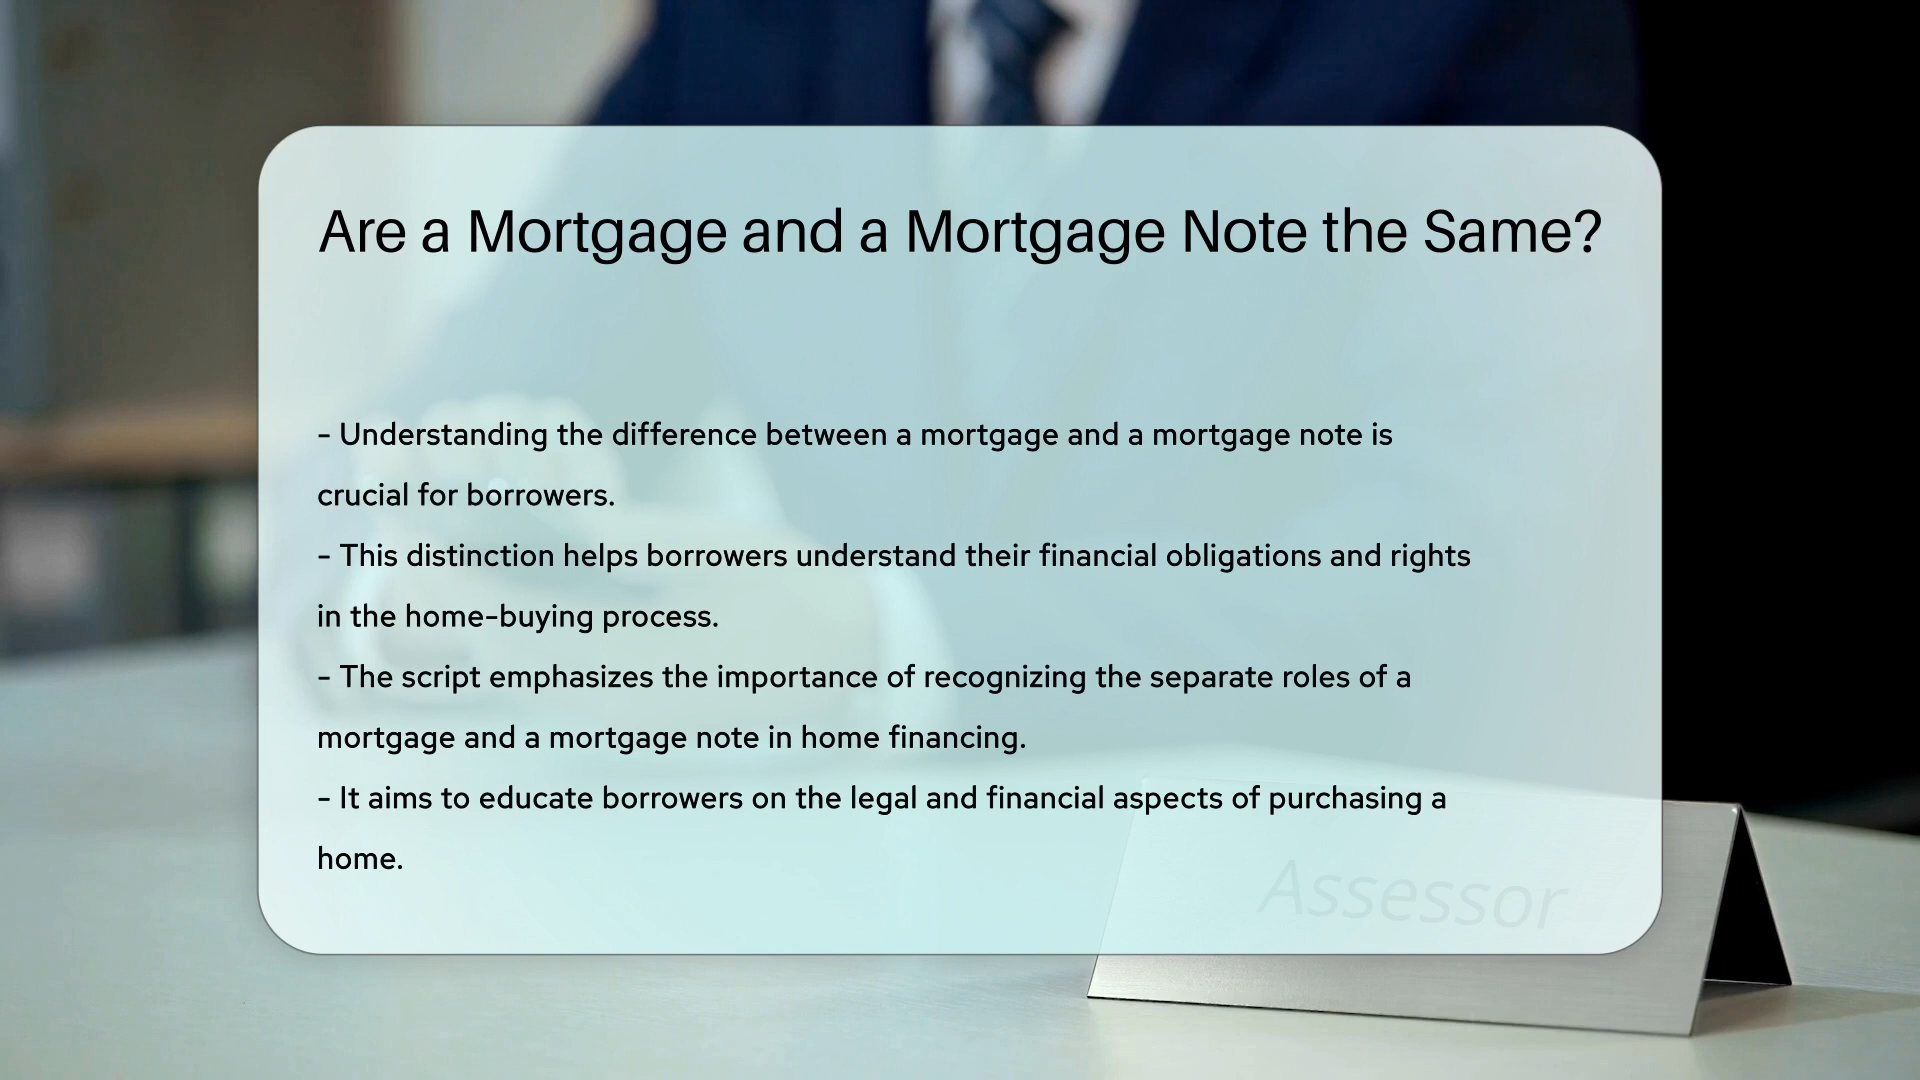 Are a Mortgage and a Mortgage Note the Same?
- Understanding the difference between a mortgage and a mortgage note is
crucial for borrowers.
- This distinction helps borrowers understand their financial obligations and rights
in the home-buying process.
- The script emphasizes the importance of recognizing the separate roles of a
mortgage and a mortgage note in home financing.
- It aims to educate borrowers on the legal and financial aspects of purchasing a
home.
Assessor